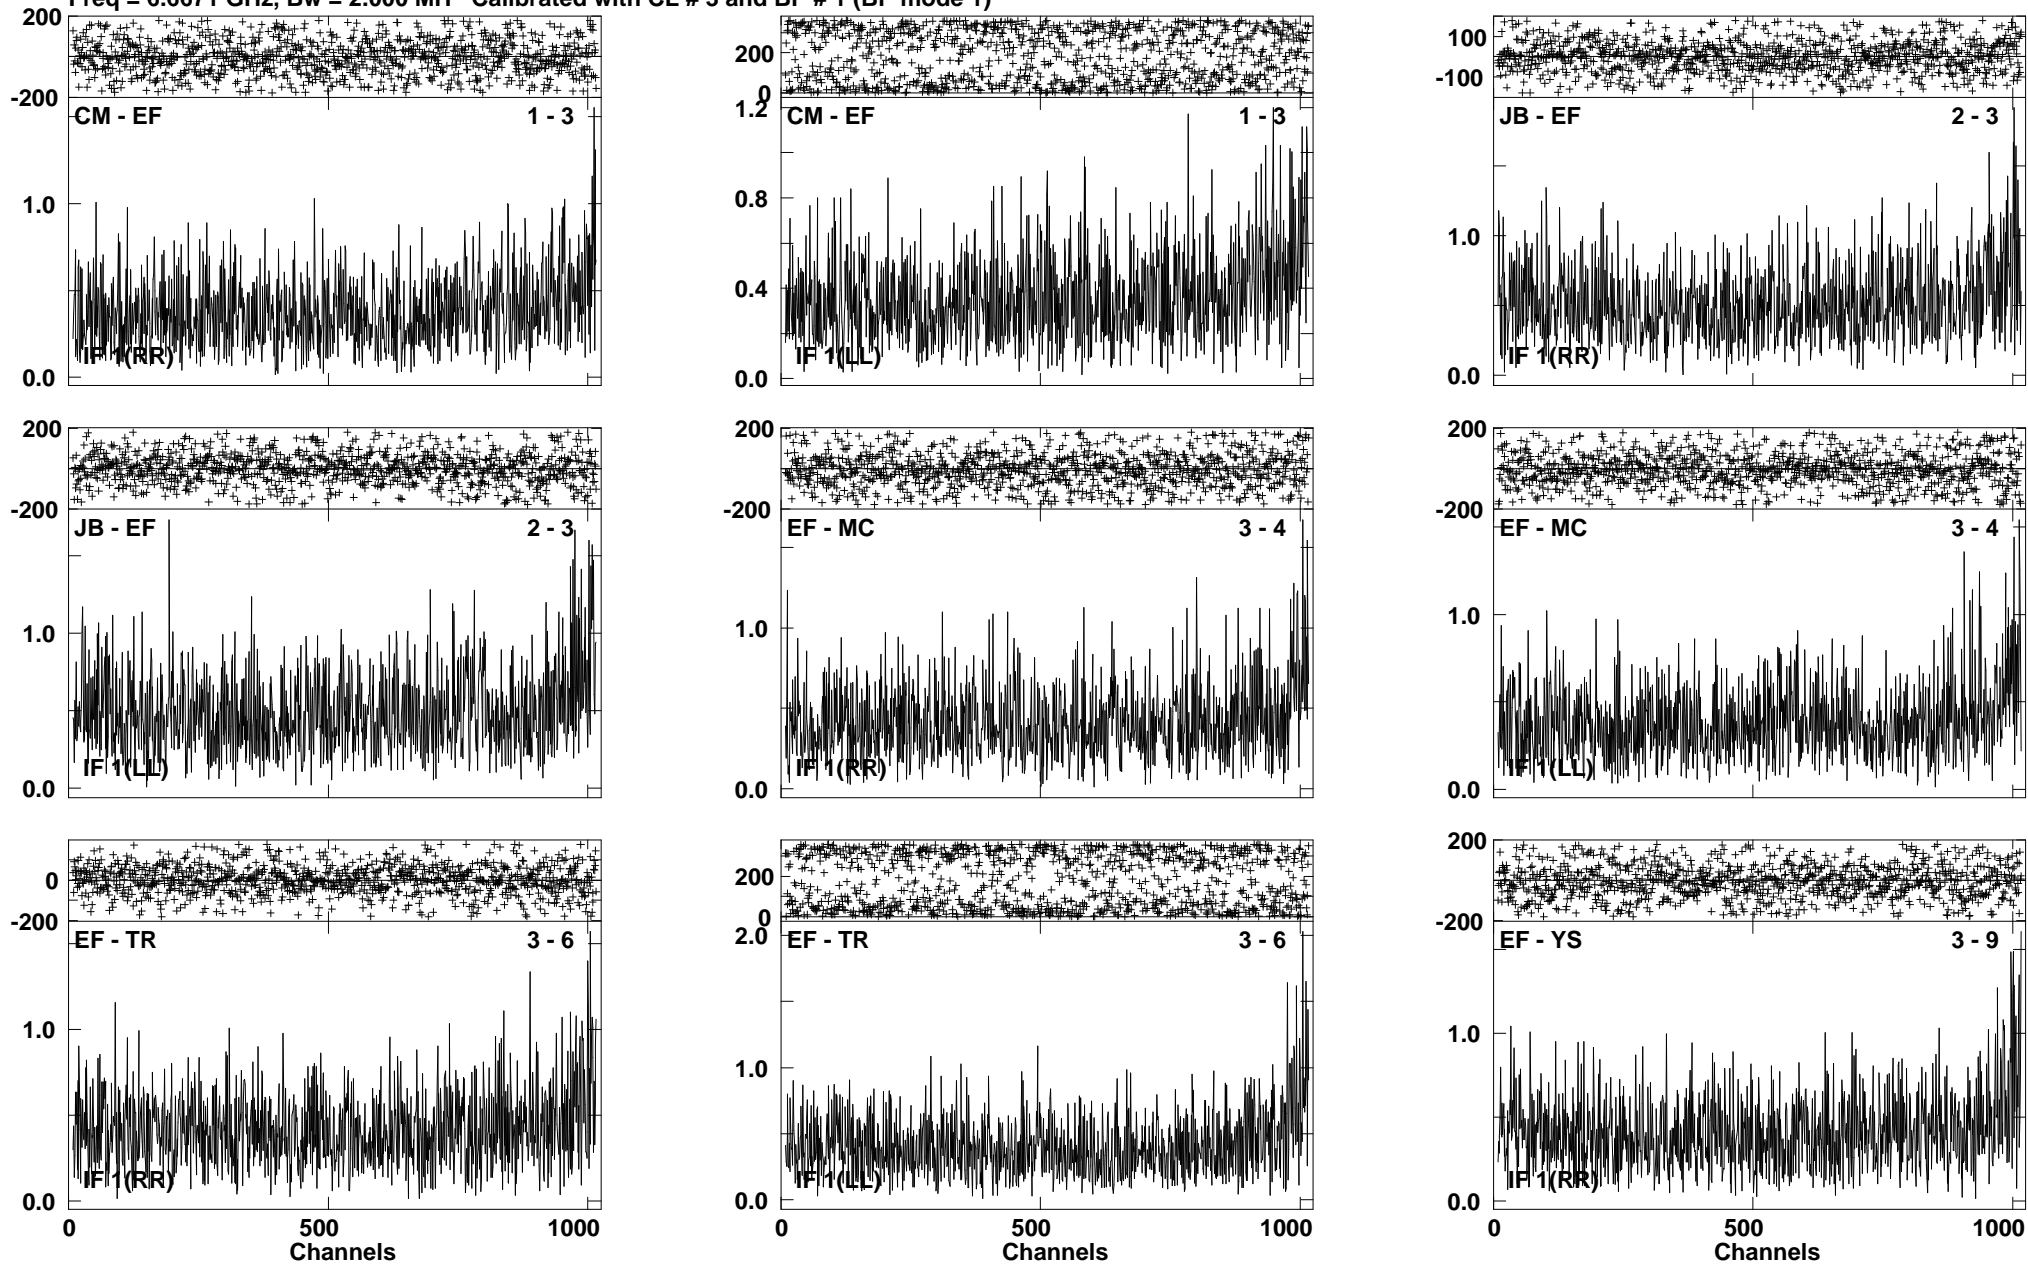 Freq = 6.6671 GHz, Bw = 2.000 MH Calibrated with CL # 3 and BP # 1 (BP mode 1)
200
-200
CM - EF 1 - 3
1.0
0.0
IF 1(RR)
200
0
CM - EF 1 - 3
1.2
0.8
0.4
0.0
IF 1(LL)
100
-100
JB - EF 2 - 3
1.0
0.0
IF 1(RR)
200
-200
JB - EF 2 - 3
1.0
0.0
IF 1(LL)
200
-200
EF - MC 3 - 4
1.0
0.0
IF 1(RR)
200
-200
EF - MC 3 - 4
1.0
0.0
IF 1(LL)
0
-200
EF - TR 3 - 6
1.0
0.0
IF 1(RR)
0 500 1000
Channels
200
0
EF - TR 3 - 6
2.0
1.0
0.0
IF 1(LL)
0 500 1000
Channels
200
-200
EF - YS 3 - 9
1.0
0.0
IF 1(RR)
0 500 1000
Channels